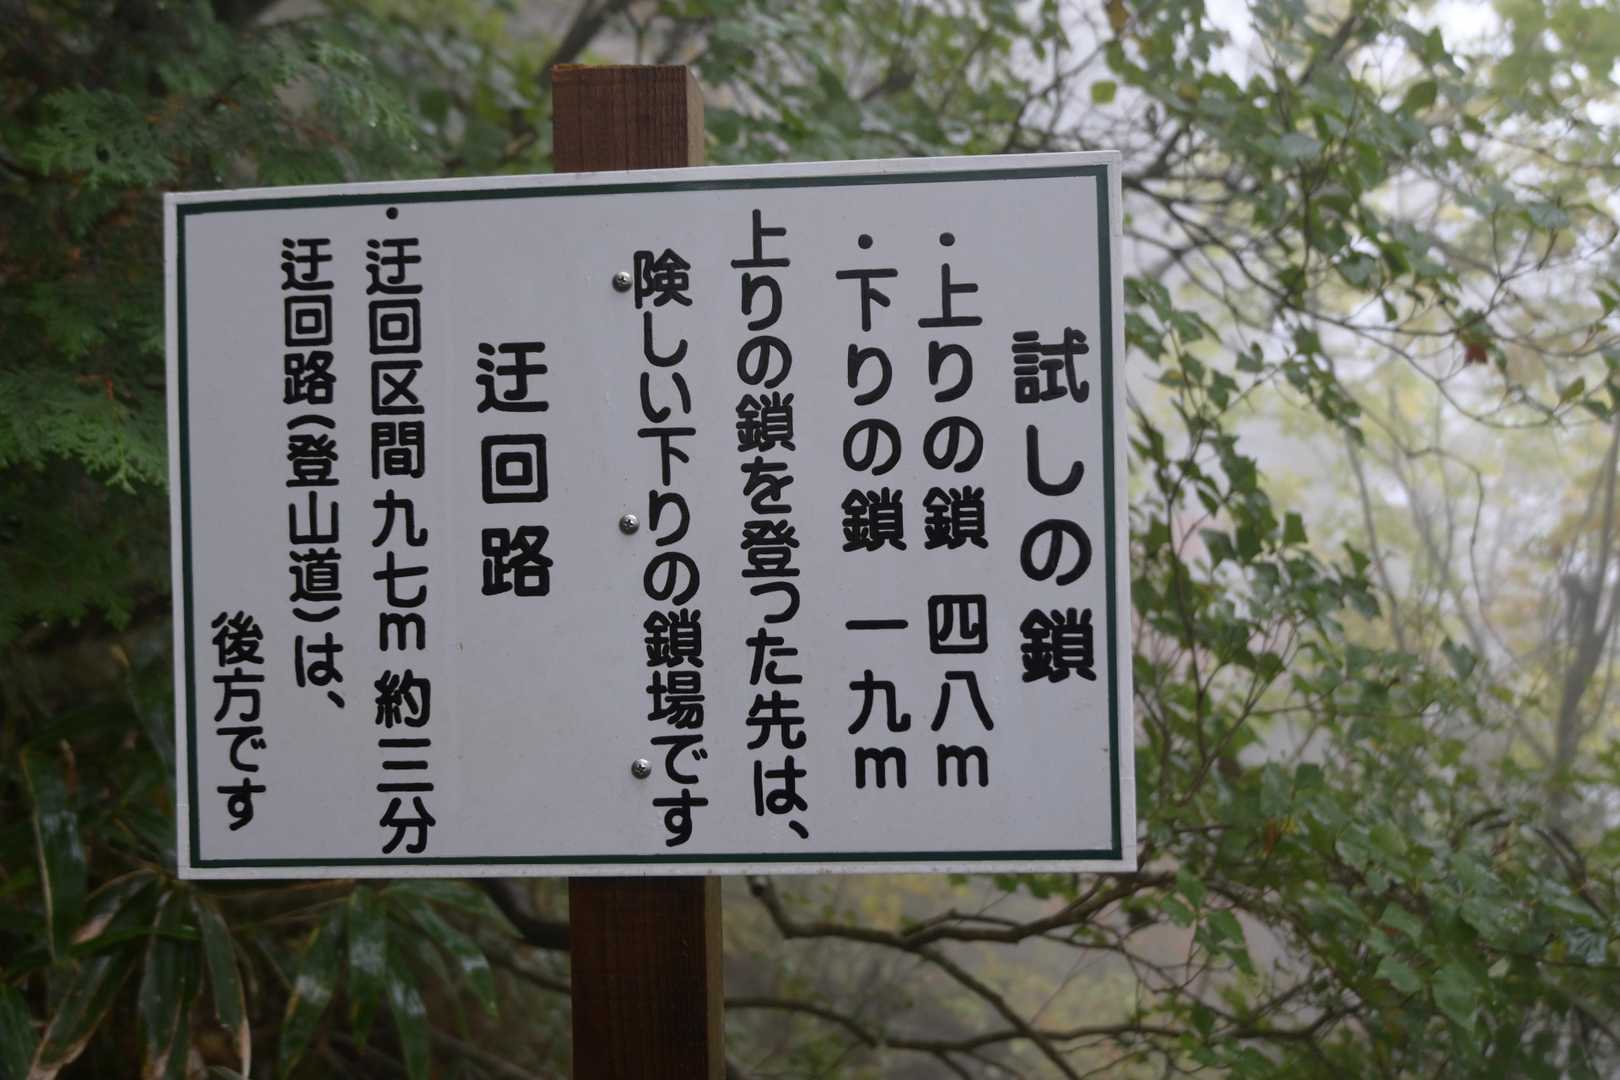 試しの鎖
・上りの鎖 四八m
・下りの鎖 一九m
上りの鎖を登った先は、
険しい下りの鎖場です
迂回路
・迂回区間 九七m 約三分
迂回路(登山道)は、
後方です